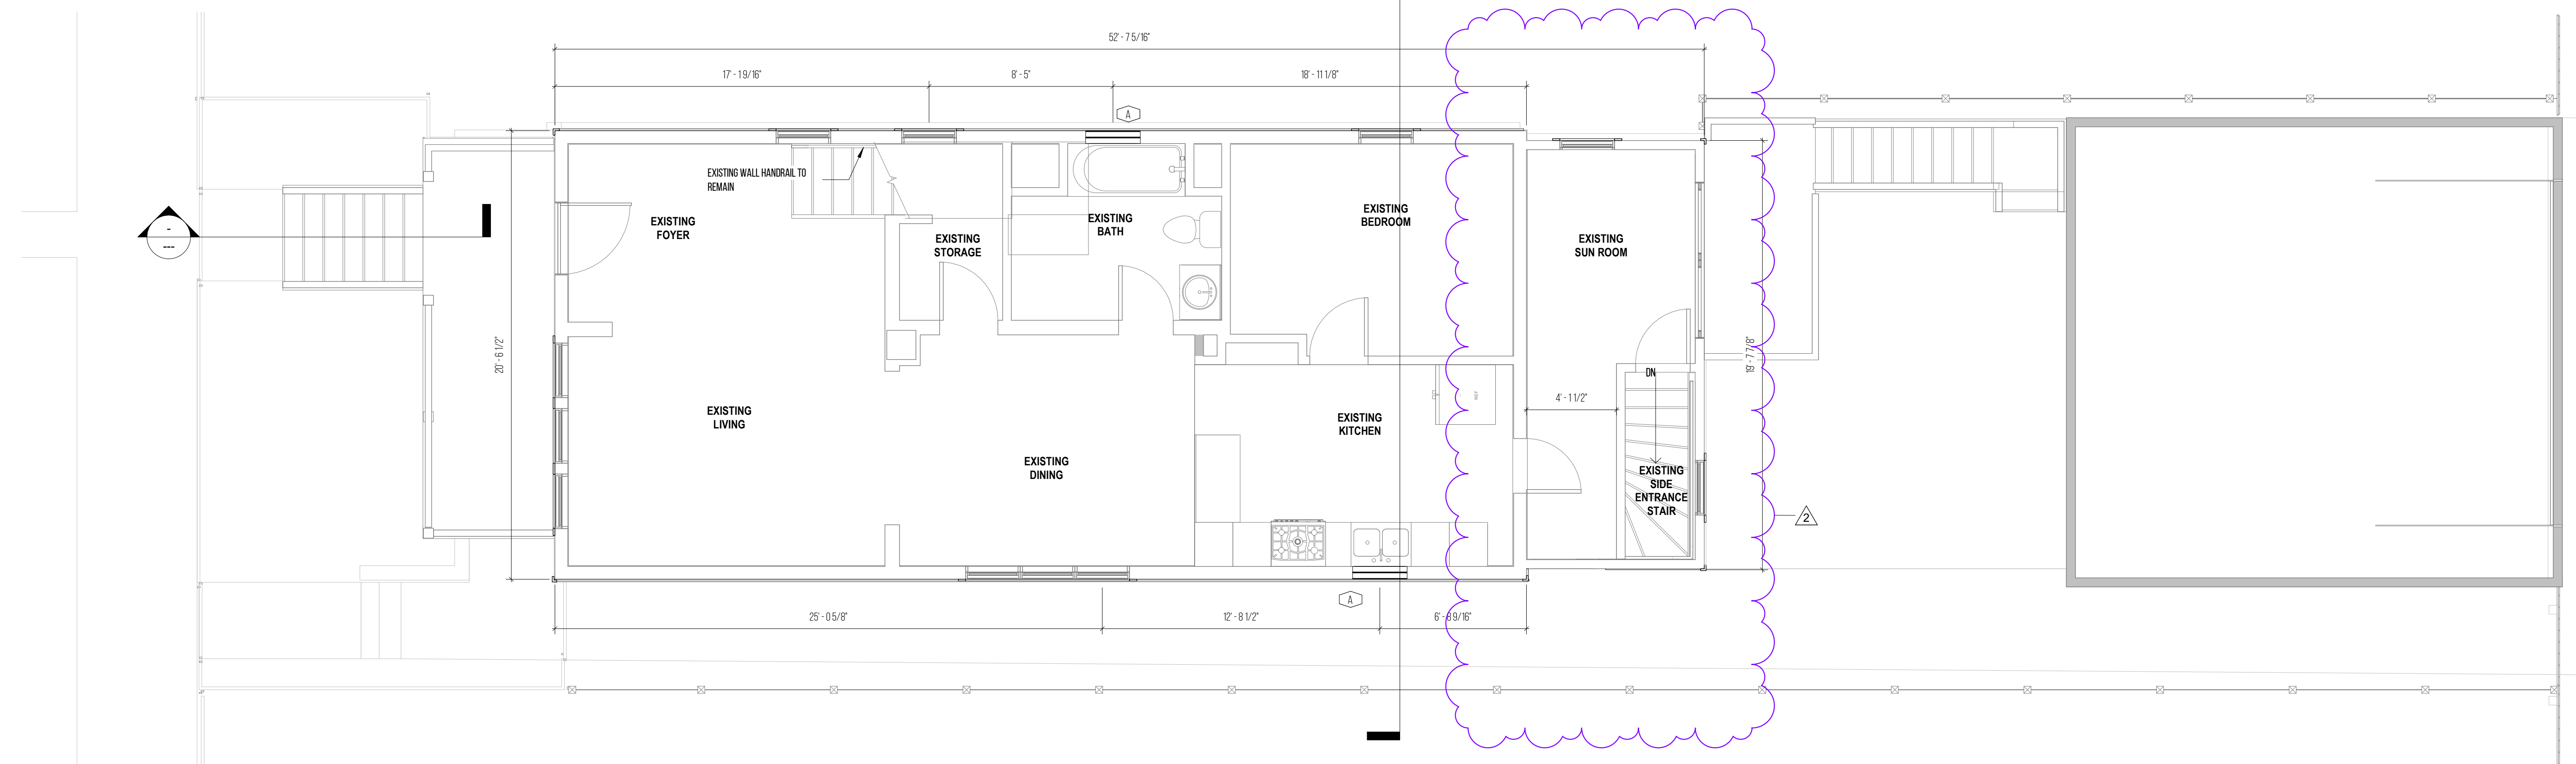 52' - 7 5/16"
17' - 1 9/16"
8' - 5"
18' - 11 1/8"
A
EXISTING WALL HANDRAIL TO
REMAIN
EXISTING
FOYER
EXISTING
STORAGE
EXISTING
BATH
EXISTING
BEDROOM
EXISTING
SUN ROOM
-
---
20' - 6 1/2"
19' - 7 7/8"
DN
4' - 1 1/2"
REF
EXISTING
LIVING
EXISTING
KITCHEN
EXISTING
DINING
EXISTING
SIDE
ENTRANCE
STAIR
2
A
25' - 0 5/8"
12' - 8 1/2"
6' - 8 9/16"